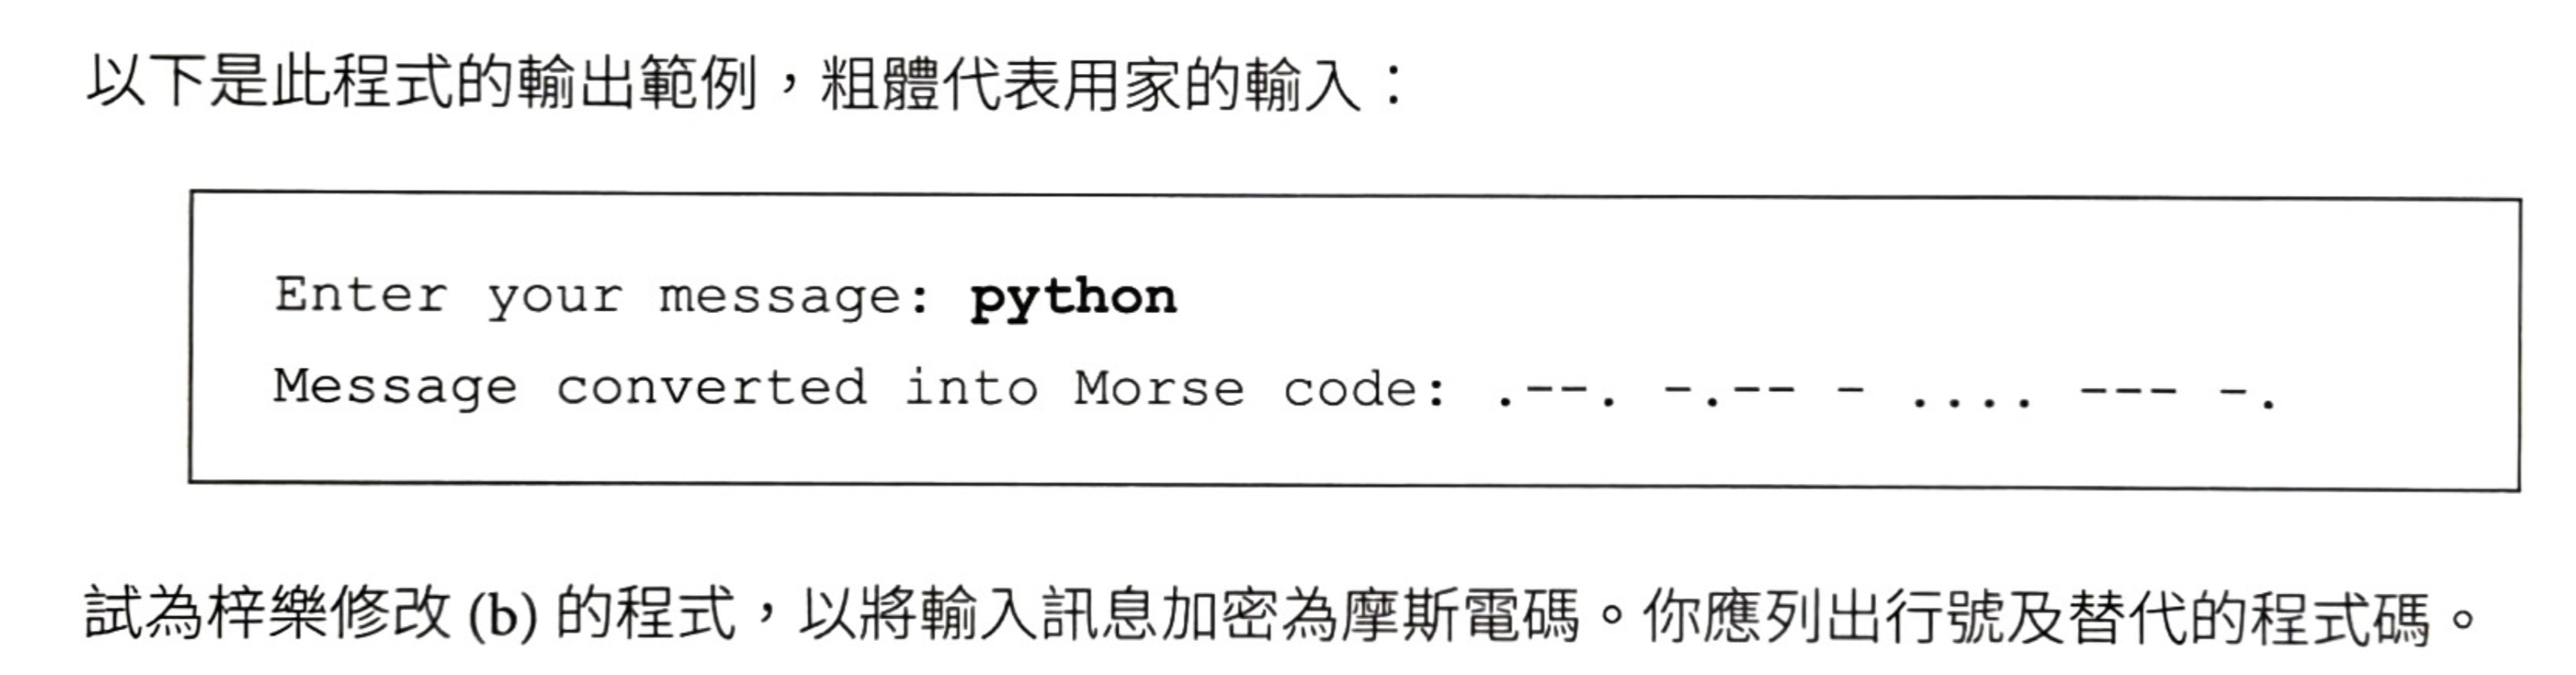 以下是此程式的輸出範例，粗體代表用家的輸入：
Enter your message: python
Message converted into Morse code: .--. -.-- - .... --- -.
試為梓樂修改 (b) 的程式，以將輸入訊息加密為摩斯電碼。你應列出行號及替代的程式碼。